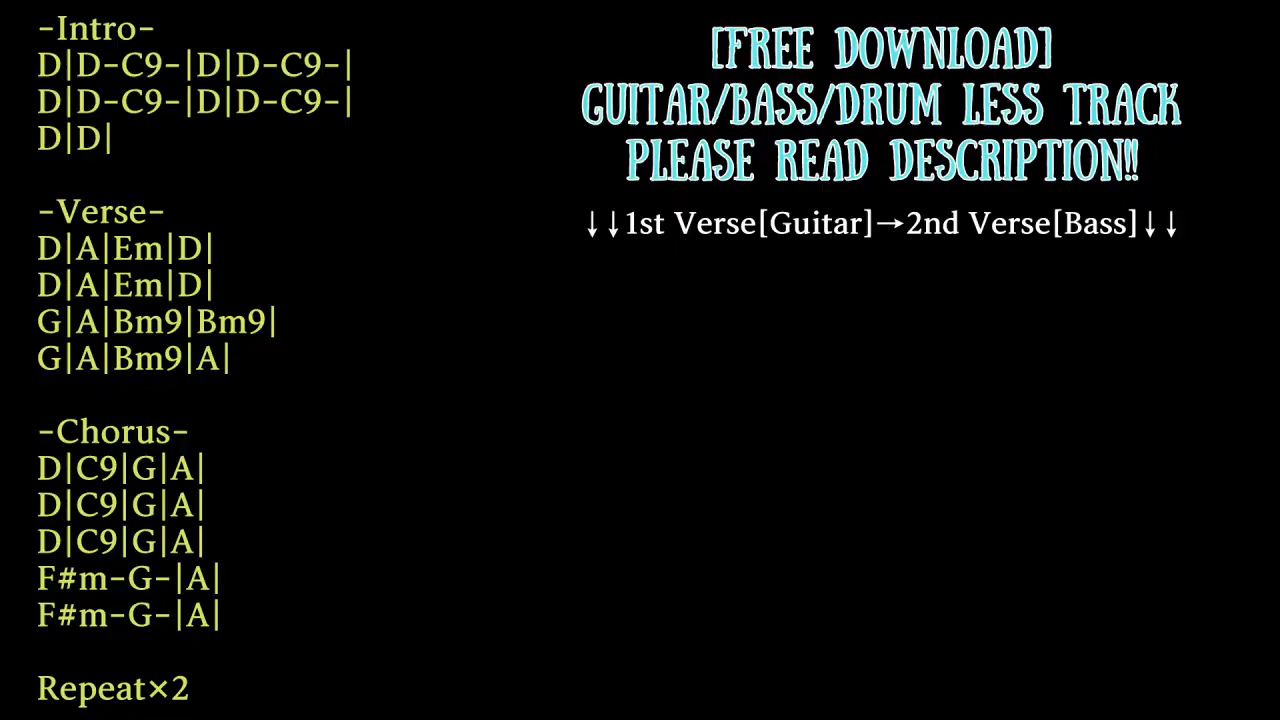 -Intro-
D|D-C9-|D|D-C9-|
D|D-C9-|D|D-C9-|
D|D|

-Verse-
D|A|Em|D|
D|A|Em|D|
G|A|Bm9|Bm9|
G|A|Bm9|A|

-Chorus-
D|C9|G|A|
D|C9|G|A|
D|C9|G|A|
F#m-G-|A|
F#m-G-|A|

Repeat×2

[FREE DOWNLOAD]
GUITAR/BASS/DRUM LESS TRACK
PLEASE READ DESCRIPTION!!
↓↓1st Verse[Guitar]→2nd Verse[Bass]↓↓